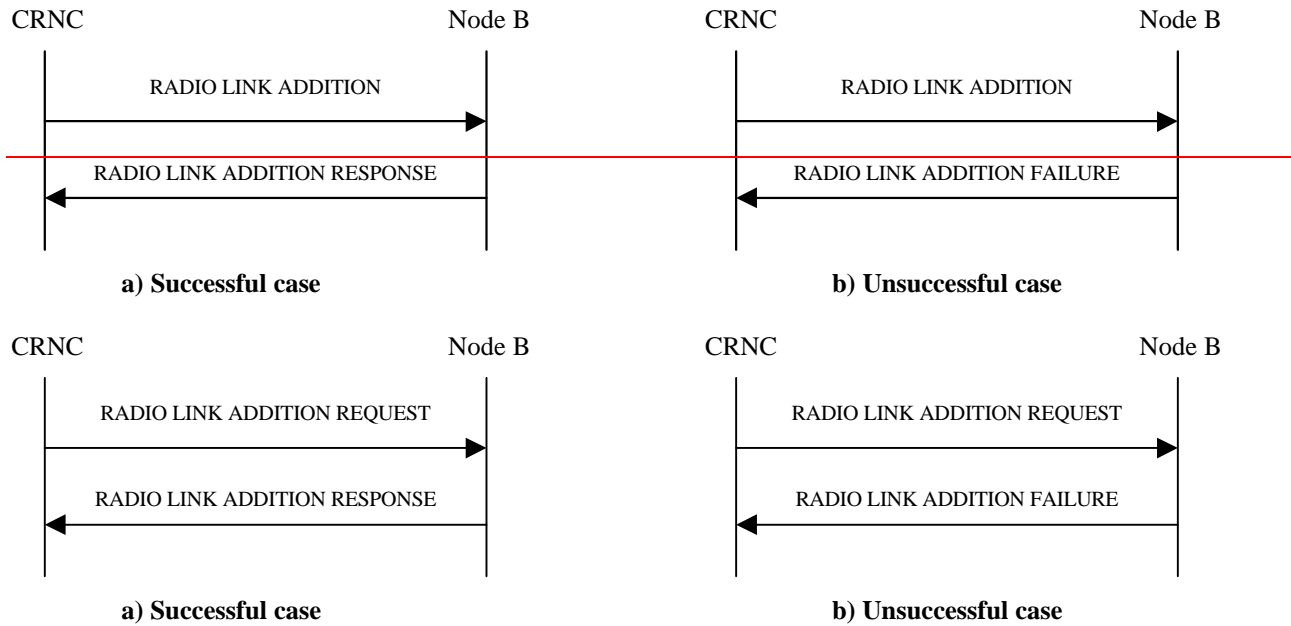 CRNC Node B CRNC Node B
RADIO LINK ADDITION RADIO LINK ADDITION
RADIO LINK ADDITION RESPONSE RADIO LINK ADDITION FAILURE
a) Successful case b) Unsuccessful case
CRNC Node B CRNC Node B
RADIO LINK ADDITION REQUEST RADIO LINK ADDITION REQUEST
RADIO LINK ADDITION RESPONSE RADIO LINK ADDITION FAILURE
a) Successful case b) Unsuccessful case